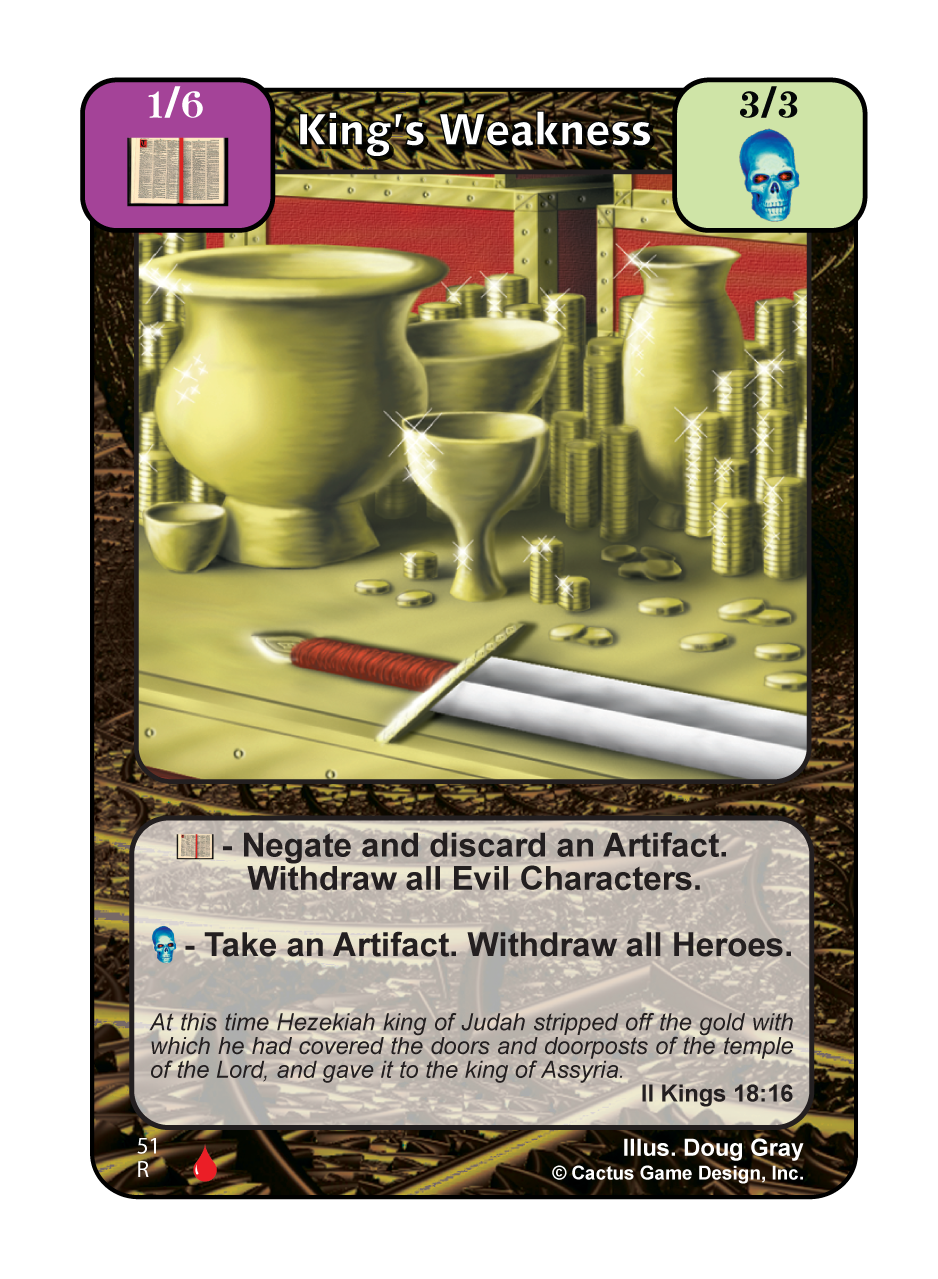 1/6
King's Weakness
3/3
- Negate and discard an Artifact.
Withdraw all Evil Characters.
- Take an Artifact. Withdraw all Heroes.
At this time Hezekiah king of Judah stripped off the gold with
which he had covered the doors and doorposts of the temple
of the Lord, and gave it to the king of Assyria.
II Kings 18:16
51
R
Illus. Doug Gray
© Cactus Game Design, Inc.